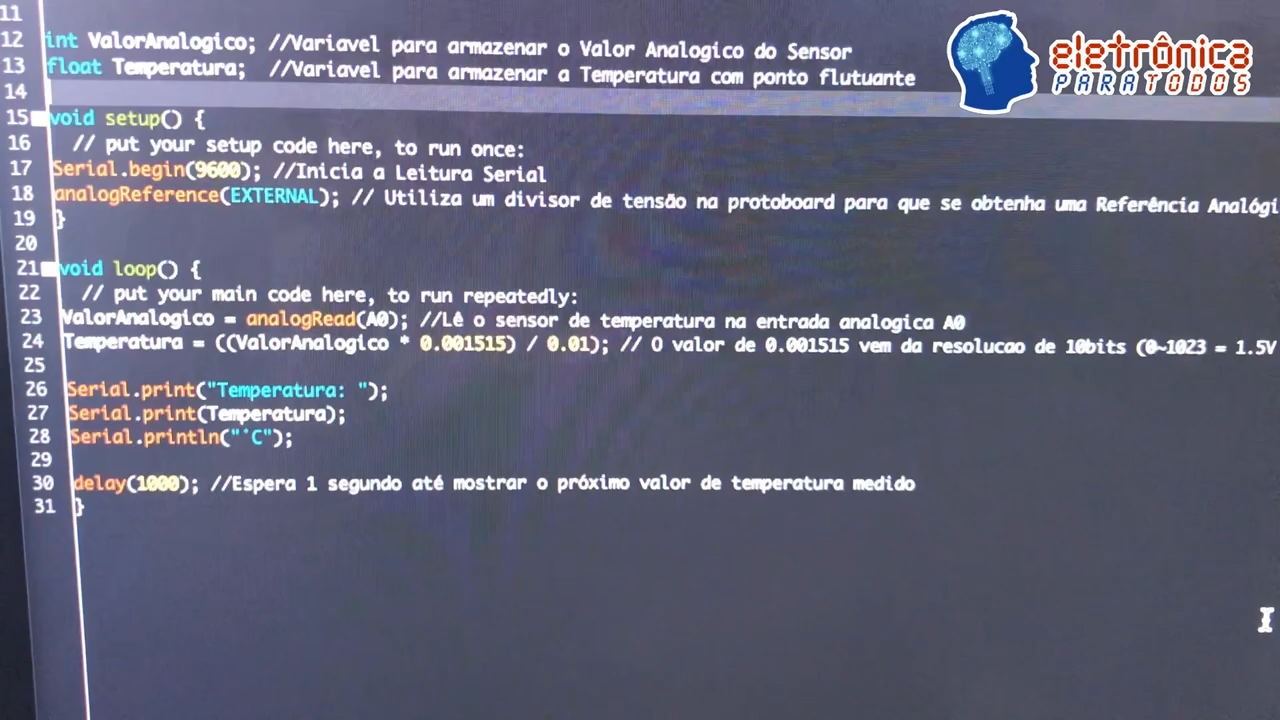 11
12 int ValorAnalogico; //Variavel para armazenar o Valor Analogico do Sensor
13 float Temperatura; //Variavel para armazenar a Temperatura com ponto flutuante
14
15 void setup() {
16 // put your setup code here, to run once:
17 Serial.begin(9600); //Inicia a Leitura Serial
18 analogReference(EXTERNAL); // Utiliza um divisor de tensão na protoboard para que se obtenha uma Referência Analógi
19 }
20
21 void loop() {
22 // put your main code here, to run repeatedly:
23 ValorAnalogico = analogRead(A0); //Lê o sensor de temperatura na entrada analogica A0
24 Temperatura = ((ValorAnalogico * 0.001515) / 0.01); // O valor de 0.001515 vem da resolucao de 10bits (0~1023 = 1.5V
25
26 Serial.print("Temperatura: ");
27 Serial.print(Temperatura);
28 Serial.println("°C");
29
30 delay(1000); //Espera 1 segundo até mostrar o próximo valor de temperatura medido
31 }
eletrônica
PARA TODOS